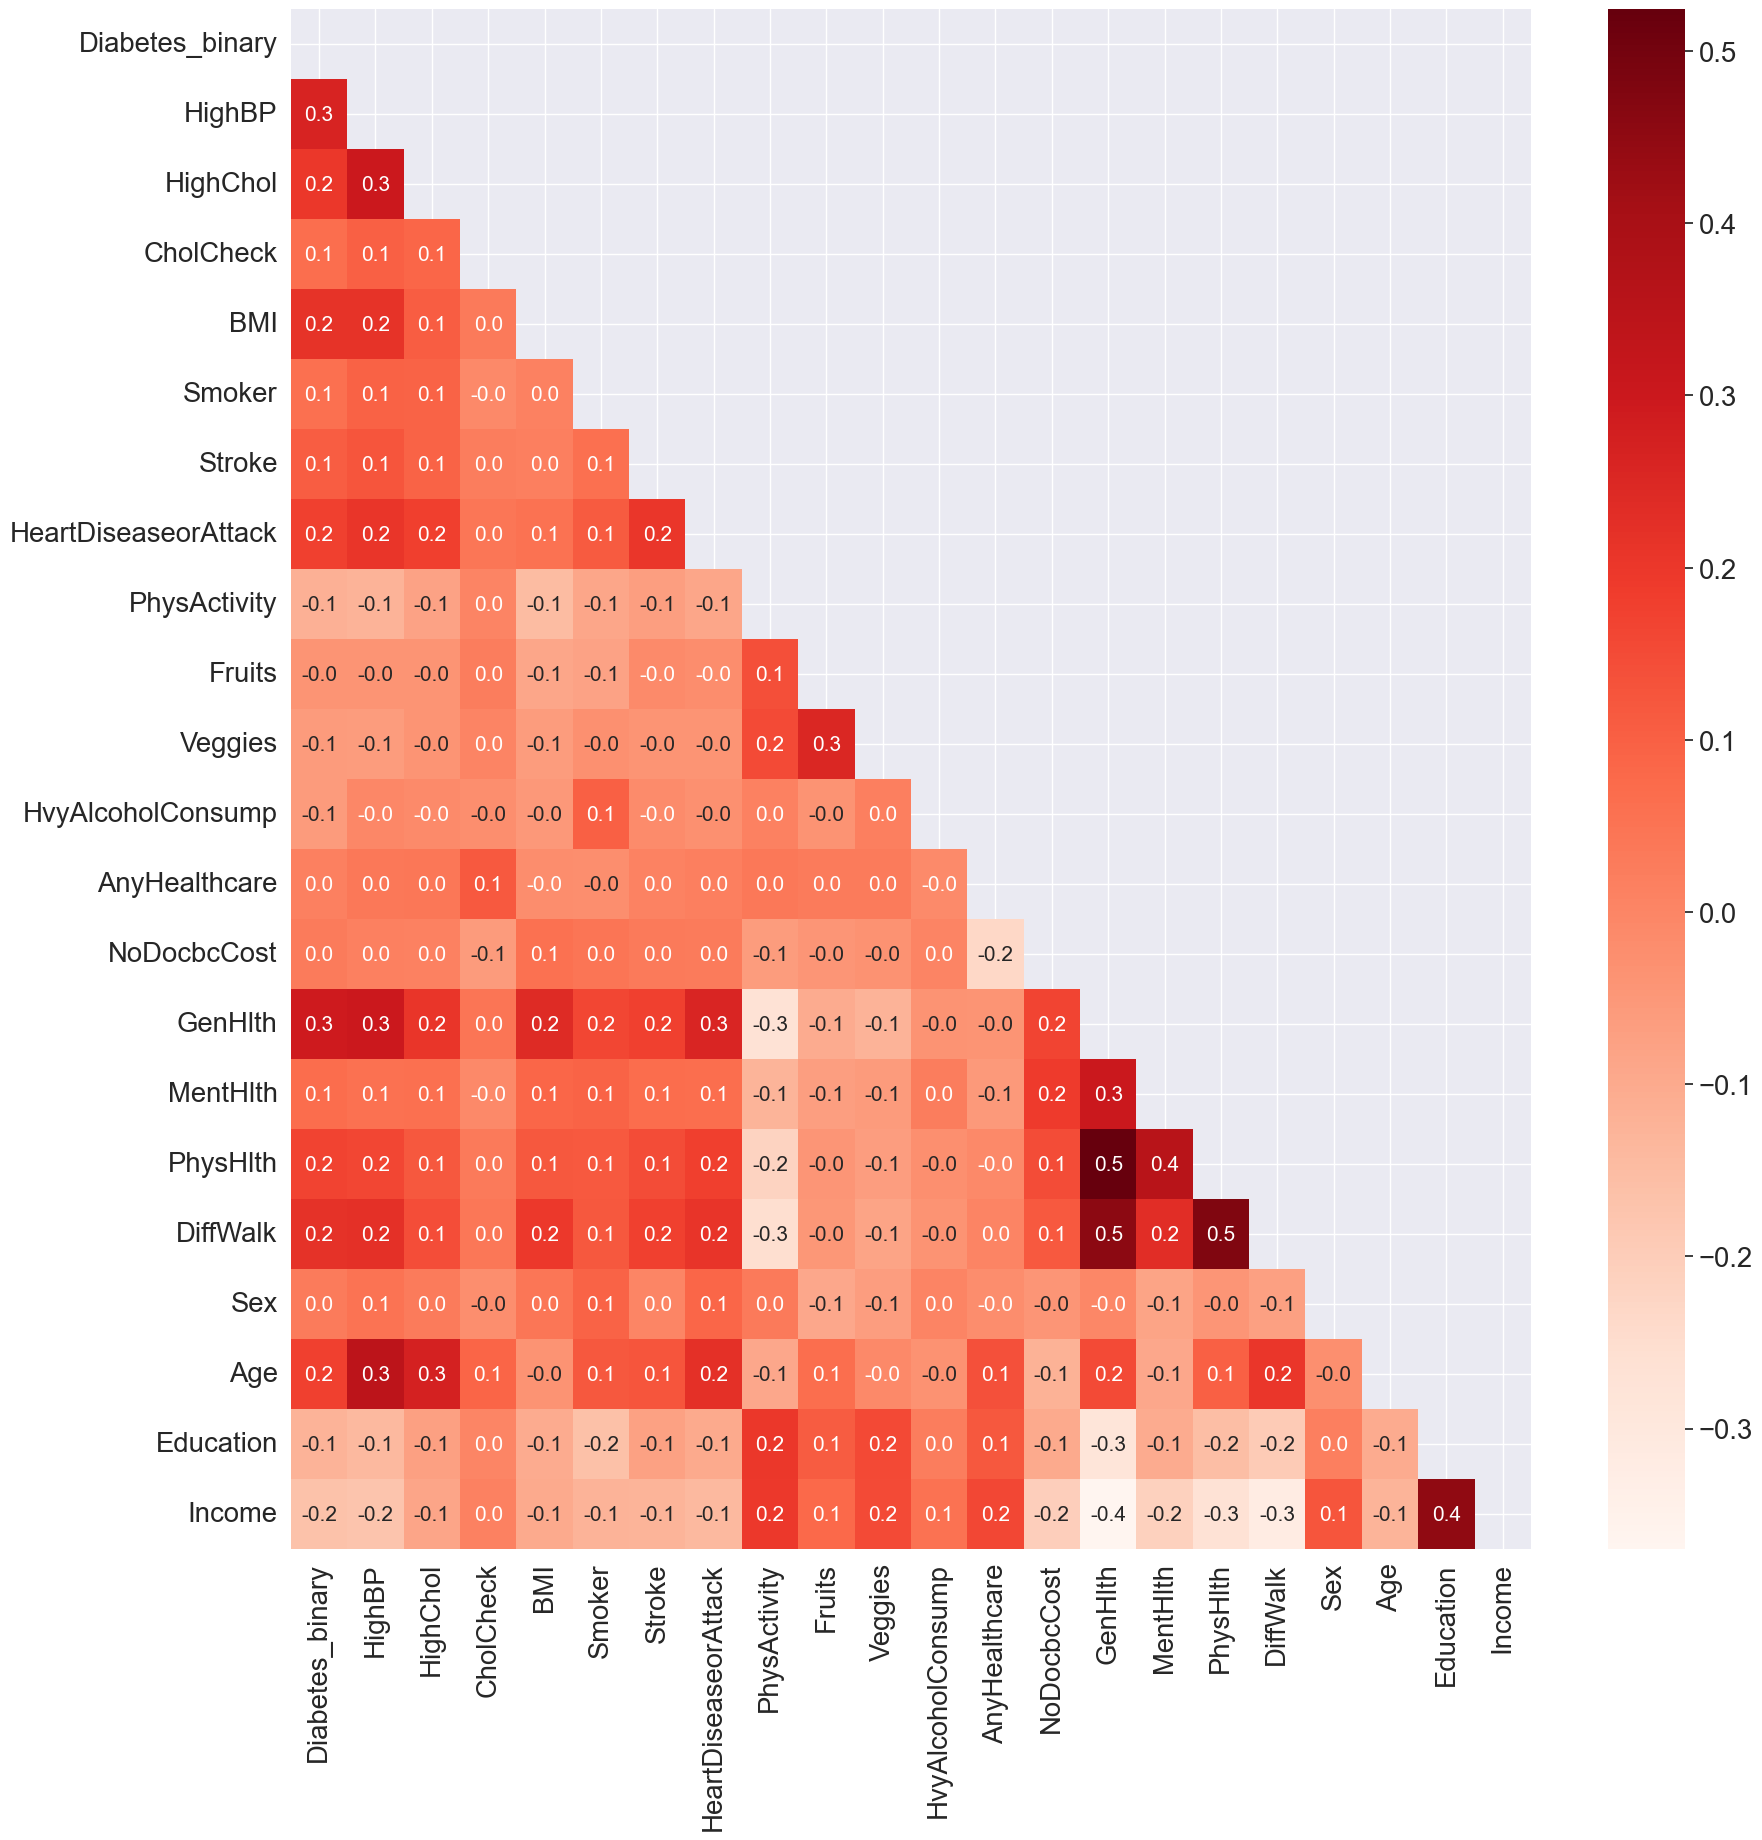 Diabetes_binary
HighBP 0.3
HighChol 0.2 0.3
CholCheck 0.1 0.1 0.1
BMI 0.2 0.2 0.1 0.0
Smoker 0.1 0.1 0.1 -0.0 0.0
Stroke 0.1 0.1 0.1 0.0 0.0 0.1
HeartDiseaseorAttack 0.2 0.2 0.2 0.0 0.1 0.1 0.2
PhysActivity -0.1 -0.1 -0.1 0.0 -0.1 -0.1 -0.1 -0.1
Fruits -0.0 -0.0 -0.0 0.0 -0.1 -0.1 -0.0 -0.0 0.1
Veggies -0.1 -0.1 -0.0 0.0 -0.1 -0.0 -0.0 -0.0 0.2 0.3
HvyAlcoholConsump -0.1 -0.0 -0.0 -0.0 -0.0 0.1 -0.0 -0.0 0.0 -0.0 0.0
AnyHealthcare 0.0 0.0 0.0 0.1 -0.0 -0.0 0.0 0.0 0.0 0.0 0.0 -0.0
NoDocbcCost 0.0 0.0 0.0 -0.1 0.1 0.0 0.0 0.0 -0.1 -0.0 -0.0 0.0 -0.2
GenHlth 0.3 0.3 0.2 0.0 0.2 0.2 0.2 0.3 -0.3 -0.1 -0.1 -0.0 -0.0 0.2
MentHlth 0.1 0.1 0.1 -0.0 0.1 0.1 0.1 0.1 -0.1 -0.1 -0.1 0.0 -0.1 0.2 0.3
PhysHlth 0.2 0.2 0.1 0.0 0.1 0.1 0.1 0.2 -0.2 -0.0 -0.1 -0.0 -0.0 0.1 0.5 0.4
DiffWalk 0.2 0.2 0.1 0.0 0.2 0.1 0.2 0.2 -0.3 -0.0 -0.1 -0.0 0.0 0.1 0.5 0.2 0.5
Sex 0.0 0.1 0.0 -0.0 0.0 0.1 0.0 0.1 0.0 -0.1 -0.1 0.0 -0.0 -0.0 -0.0 -0.1 -0.0 -0.1
Age 0.2 0.3 0.3 0.1 -0.0 0.1 0.1 0.2 -0.1 0.1 -0.0 -0.0 0.1 -0.1 0.2 -0.1 0.1 0.2 -0.0
Education -0.1 -0.1 -0.1 0.0 -0.1 -0.2 -0.1 -0.1 0.2 0.1 0.2 0.0 0.1 -0.1 -0.3 -0.1 -0.2 -0.2 0.0 -0.1
Income -0.2 -0.2 -0.1 0.0 -0.1 -0.1 -0.1 -0.1 0.2 0.1 0.2 0.1 0.2 -0.2 -0.4 -0.2 -0.3 -0.3 0.1 -0.1 0.4
Diabetes_binary
HighBP
HighChol
CholCheck
BMI
Smoker
Stroke
HeartDiseaseorAttack
PhysActivity
Fruits
Veggies
HvyAlcoholConsump
AnyHealthcare
NoDocbcCost
GenHlth
MentHlth
PhysHlth
DiffWalk
Sex
Age
Education
Income
0.5
0.4
0.3
0.2
0.1
0.0
−0.1
−0.2
−0.3